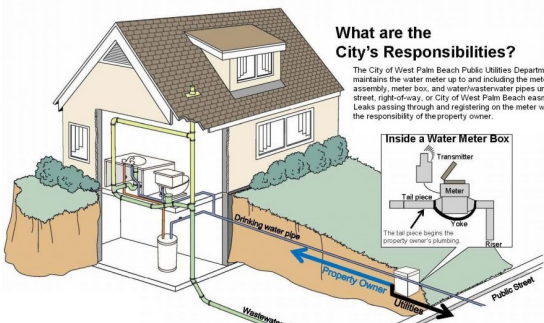 What are the
City's Responsibilities?
The City of West Palm Beach Public Utilities Departm
maintains the water meter up to and including the mete
assembly, meter box, and water/wasterwater pipes un
street, right-of-way, or City of West Palm Beach easm
Leaks passing through and registering on the meter w
the responsibility of the property owner.
Inside a Water Meter Box
Transmitter
Meter
Tail piece
Yoke
The tail piece begins the
property owner's plumbing.
Riser
Drinking water pipe
Property Owner
Utilities
Public Street
Wastewater